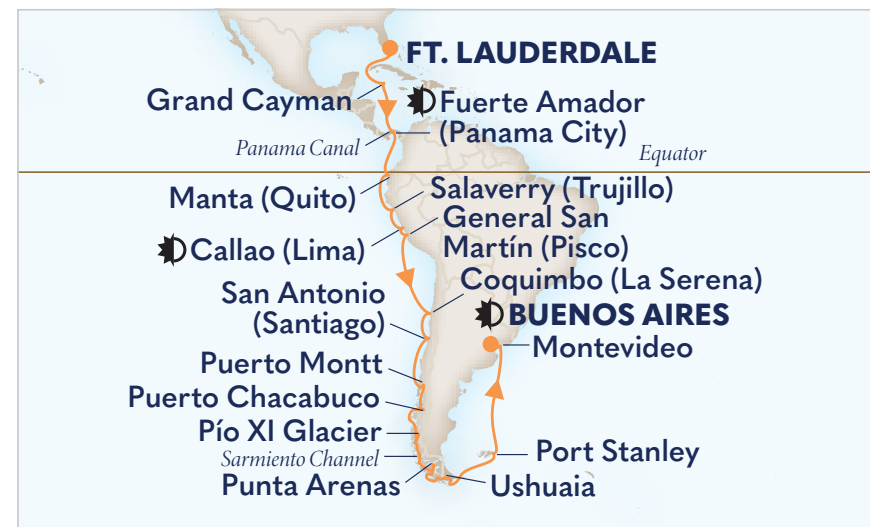 FT. LAUDERDALE
Grand Cayman
Fuerte Amador
(Panama City)
Panama Canal
Equator
Manta (Quito)
Salaverry (Trujillo)
General San
Martín (Pisco)
Callao (Lima)
Coquimbo (La Serena)
San Antonio
(Santiago)
BUENOS AIRES
Montevideo
Puerto Montt
Puerto Chacabuco
Pío XI Glacier
Sarmiento Channel
Port Stanley
Punta Arenas
Ushuaia